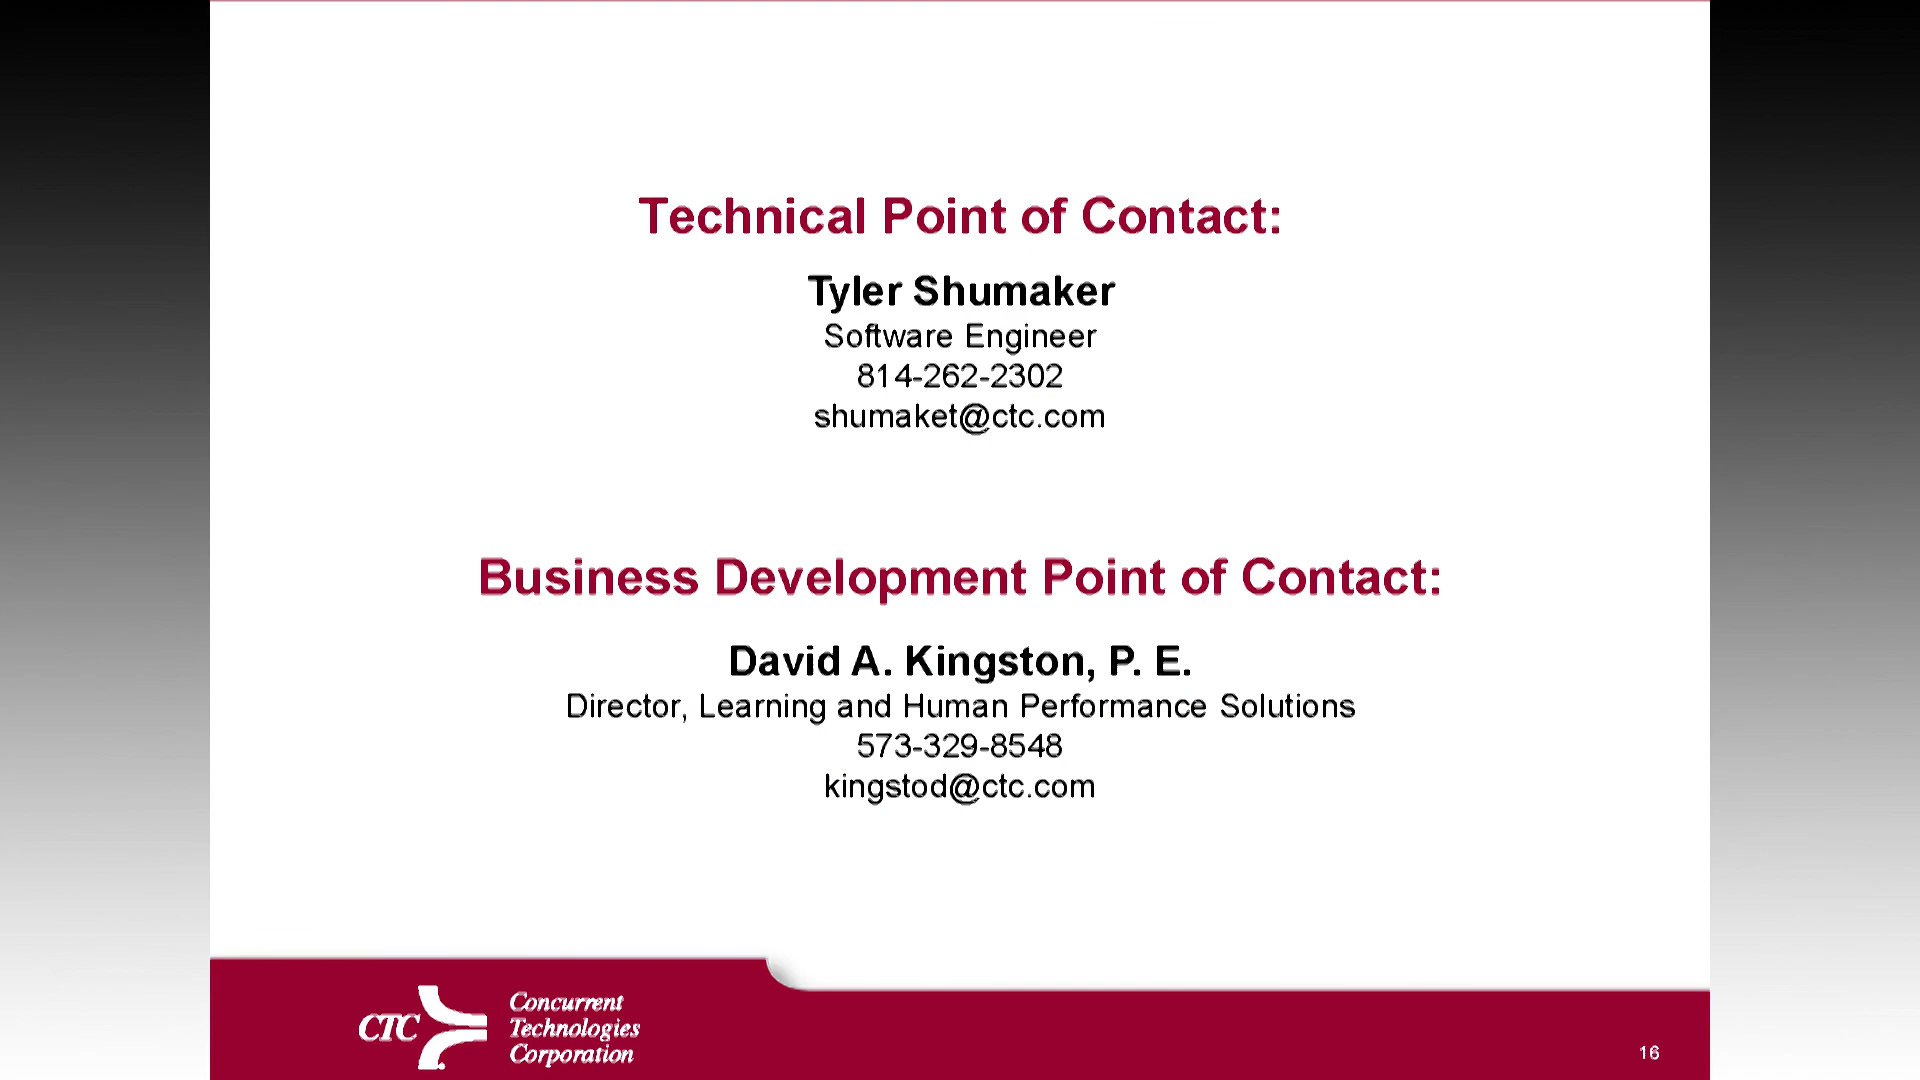 Technical Point of Contact:
Tyler Shumaker
Software Engineer
814-262-2302
shumaket@ctc.com
Business Development Point of Contact:
David A. Kingston, P. E.
Director, Learning and Human Performance Solutions
573-329-8548
kingstod@ctc.com
CTC
Concurrent
Technologies
Corporation
16